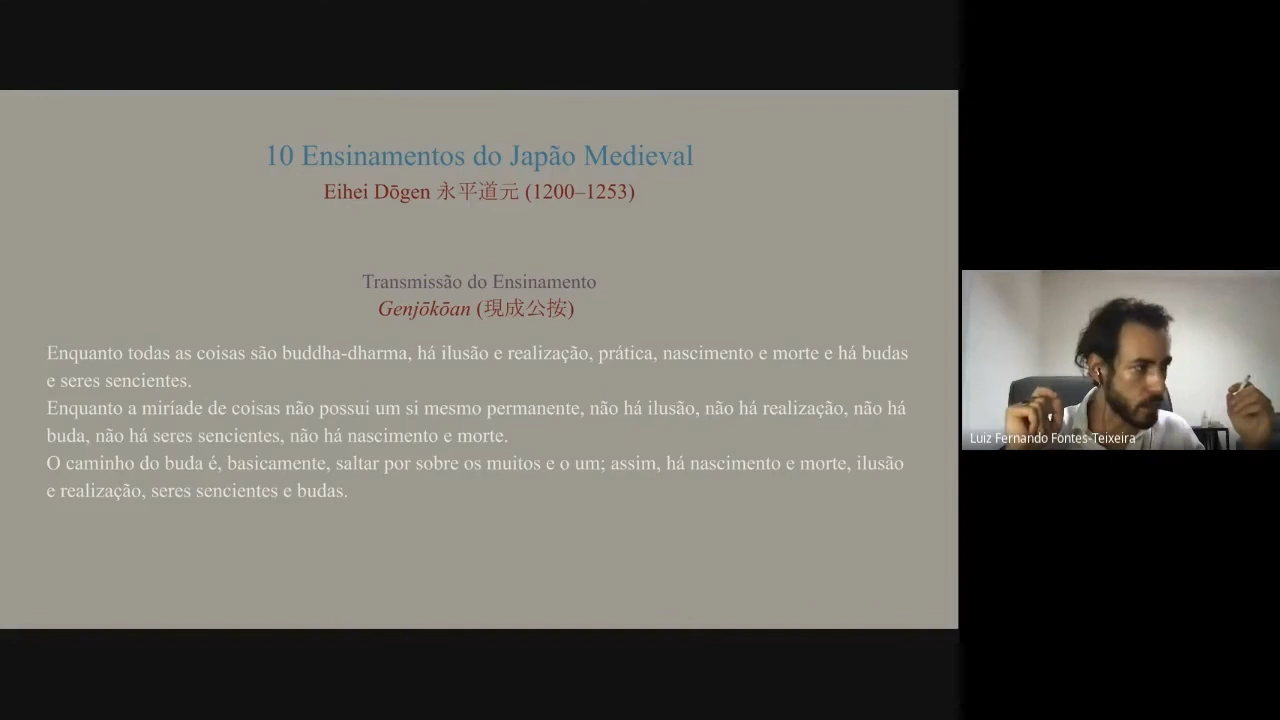 10 Ensinamentos do Japão Medieval
Eihei Dōgen 永平道元 (1200–1253)
Transmissão do Ensinamento
Genjōkōan (現成公按)
Enquanto todas as coisas são buddha-dharma, há ilusão e realização, prática, nascimento e morte e há budas
e seres sencientes.
Enquanto a miríade de coisas não possui um si mesmo permanente, não há ilusão, não há realização, não há
buda, não há seres sencientes, não há nascimento e morte.
O caminho do buda é, basicamente, saltar por sobre os muitos e o um; assim, há nascimento e morte, ilusão
e realização, seres sencientes e budas.
Luiz Fernando Fontes-Teixeira